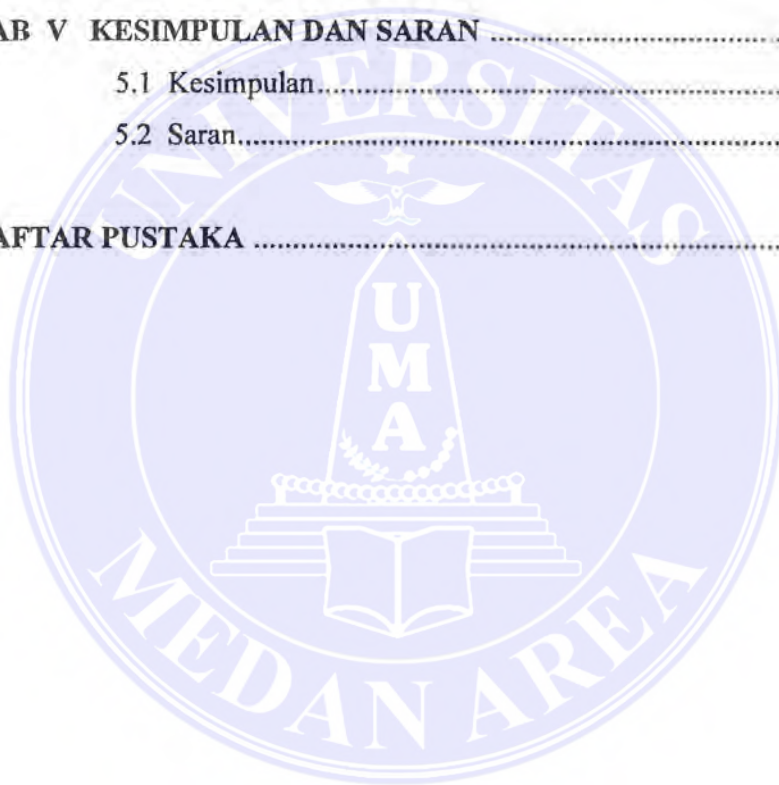 AB V KESIMPULAN DAN SARAN ..............................................
5.1 Kesimpulan......................................................................
5.2 Saran..................................................................................
AFTAR PUSTAKA ..................................................................................
UNIVERSITAS
UMA
MEDAN AREA